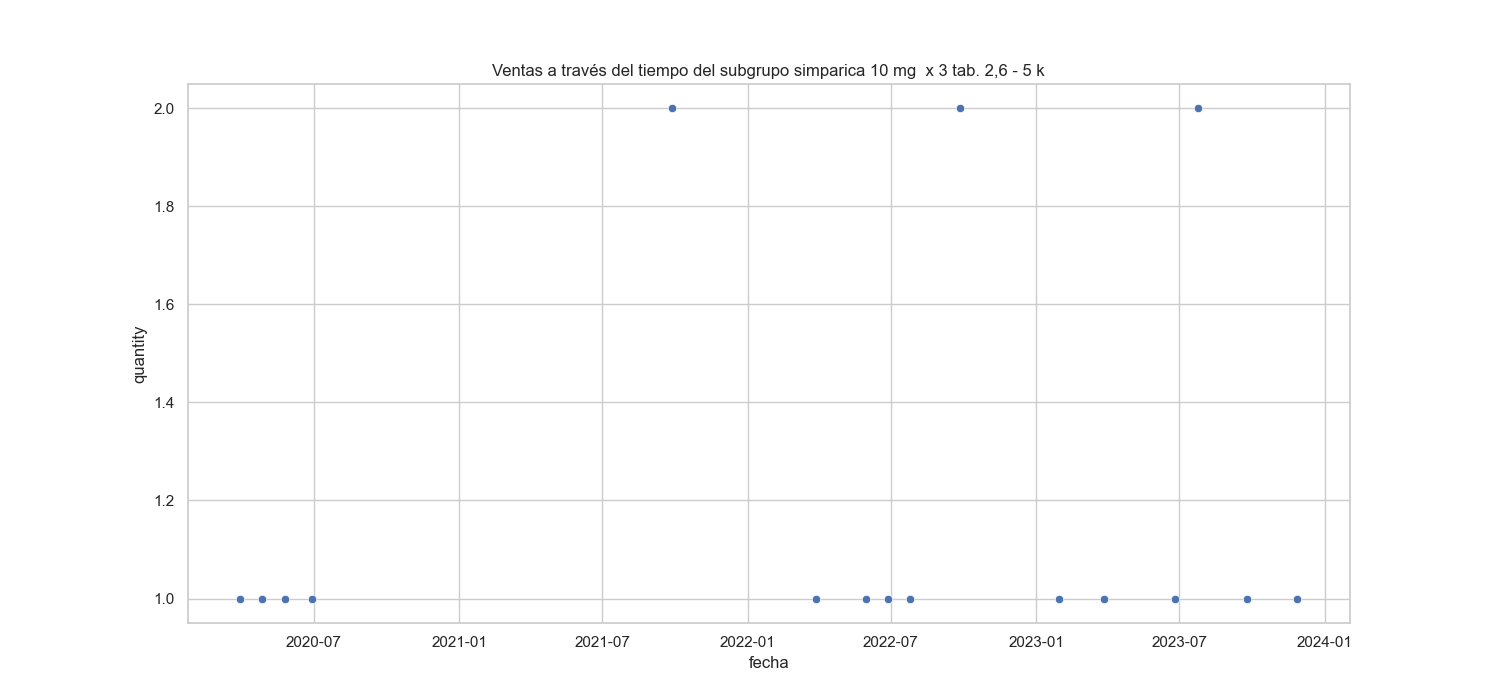 Ventas a través del tiempo del subgrupo simparica 10 mg  x 3 tab. 2,6 - 5 k
2.0
1.8
1.6
1.4
1.2
1.0
quantity
2020-07 2021-01 2021-07 2022-01 2022-07 2023-01 2023-07 2024-01
fecha